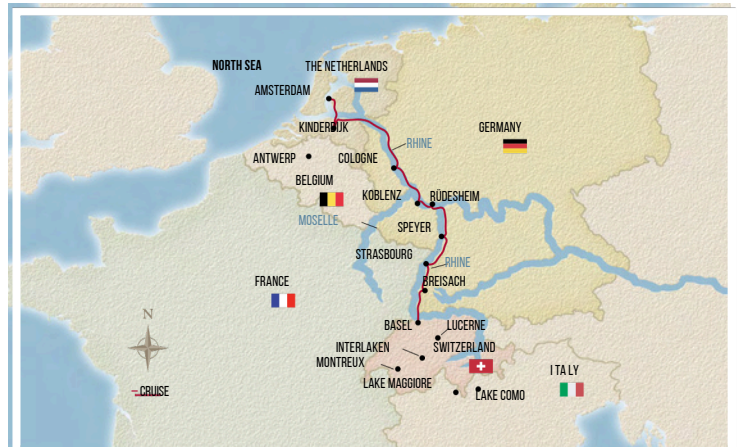 NORTH SEA
THE NETHERLANDS
AMSTERDAM
KINDERDIJK
GERMANY
RHINE
ANTWERP
COLOGNE
BELGIUM
KOBLENZ
RÜDESHEIM
MOSELLE
SPEYER
STRASBOURG
RHINE
FRANCE
BREISACH
N
BASEL
LUCERNE
INTERLAKEN
SWITZERLAND
MONTREUX
ITALY
LAKE MAGGIORE
CRUISE
LAKE COMO